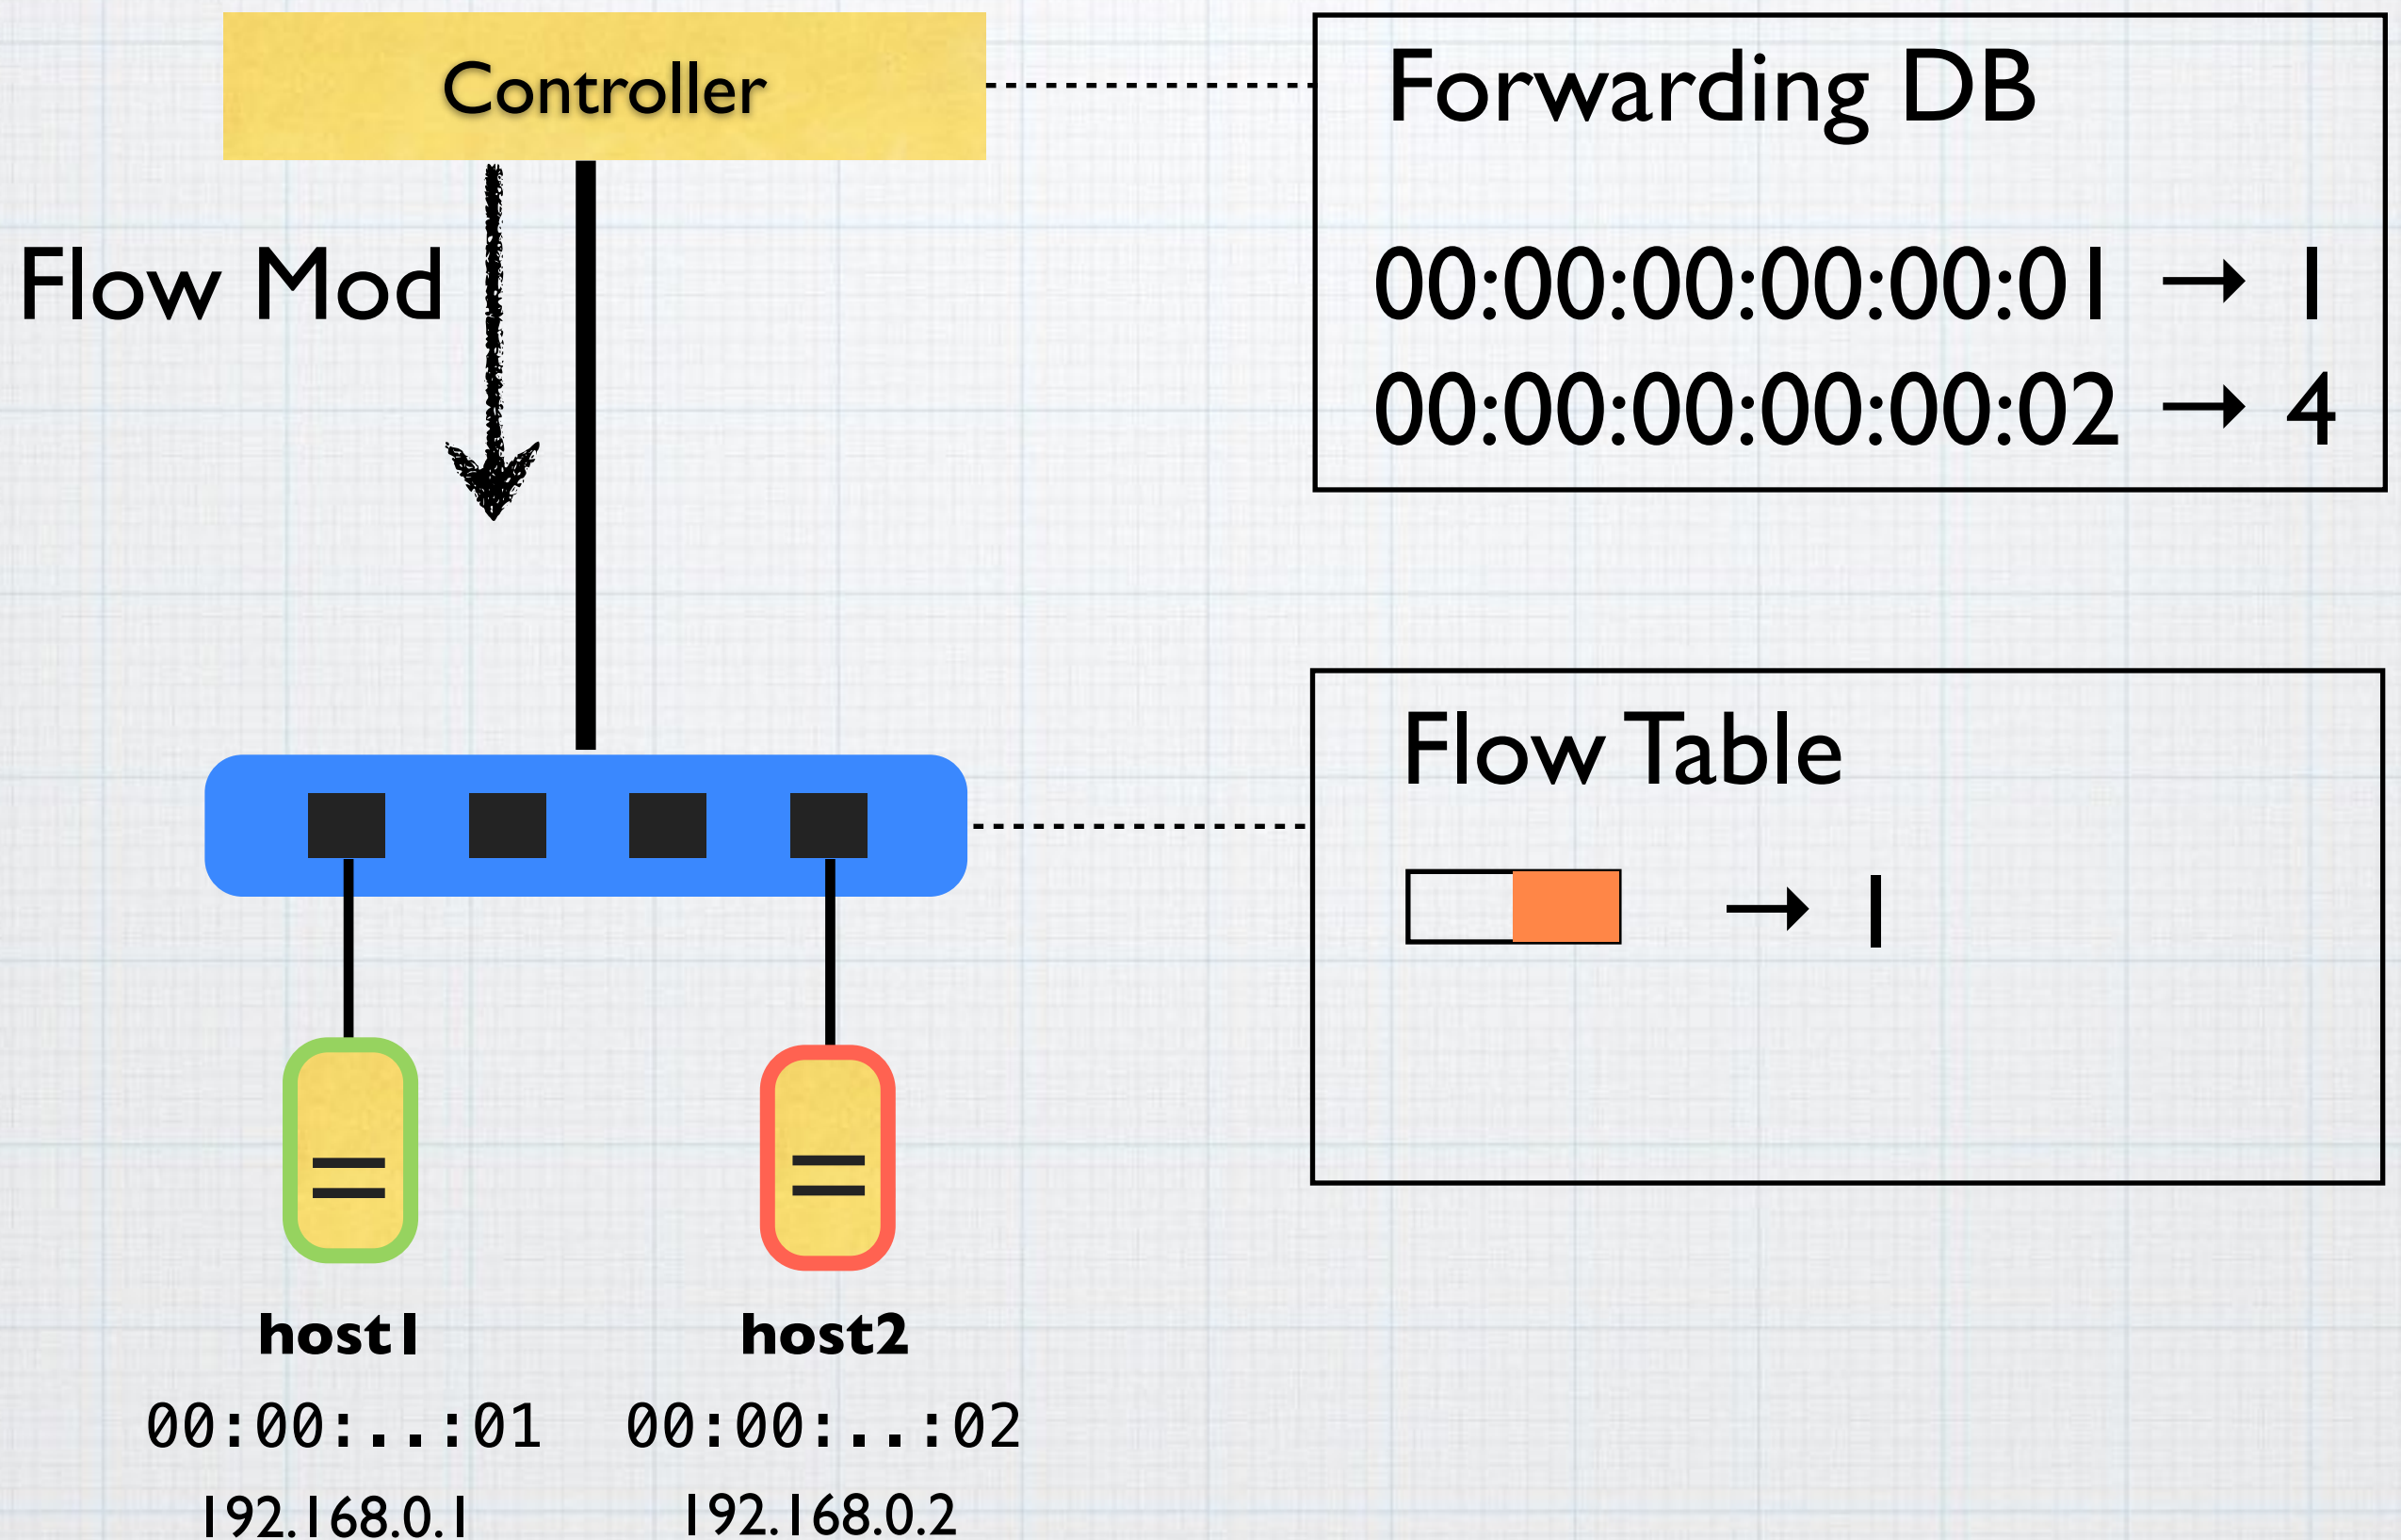 Controller
Forwarding DB
Flow Mod
00:00:00:00:00:01 → 1
00:00:00:00:00:02 → 4
Flow Table
→ 1
host1
host2
00:00:..:01
00:00:..:02
192.168.0.1
192.168.0.2